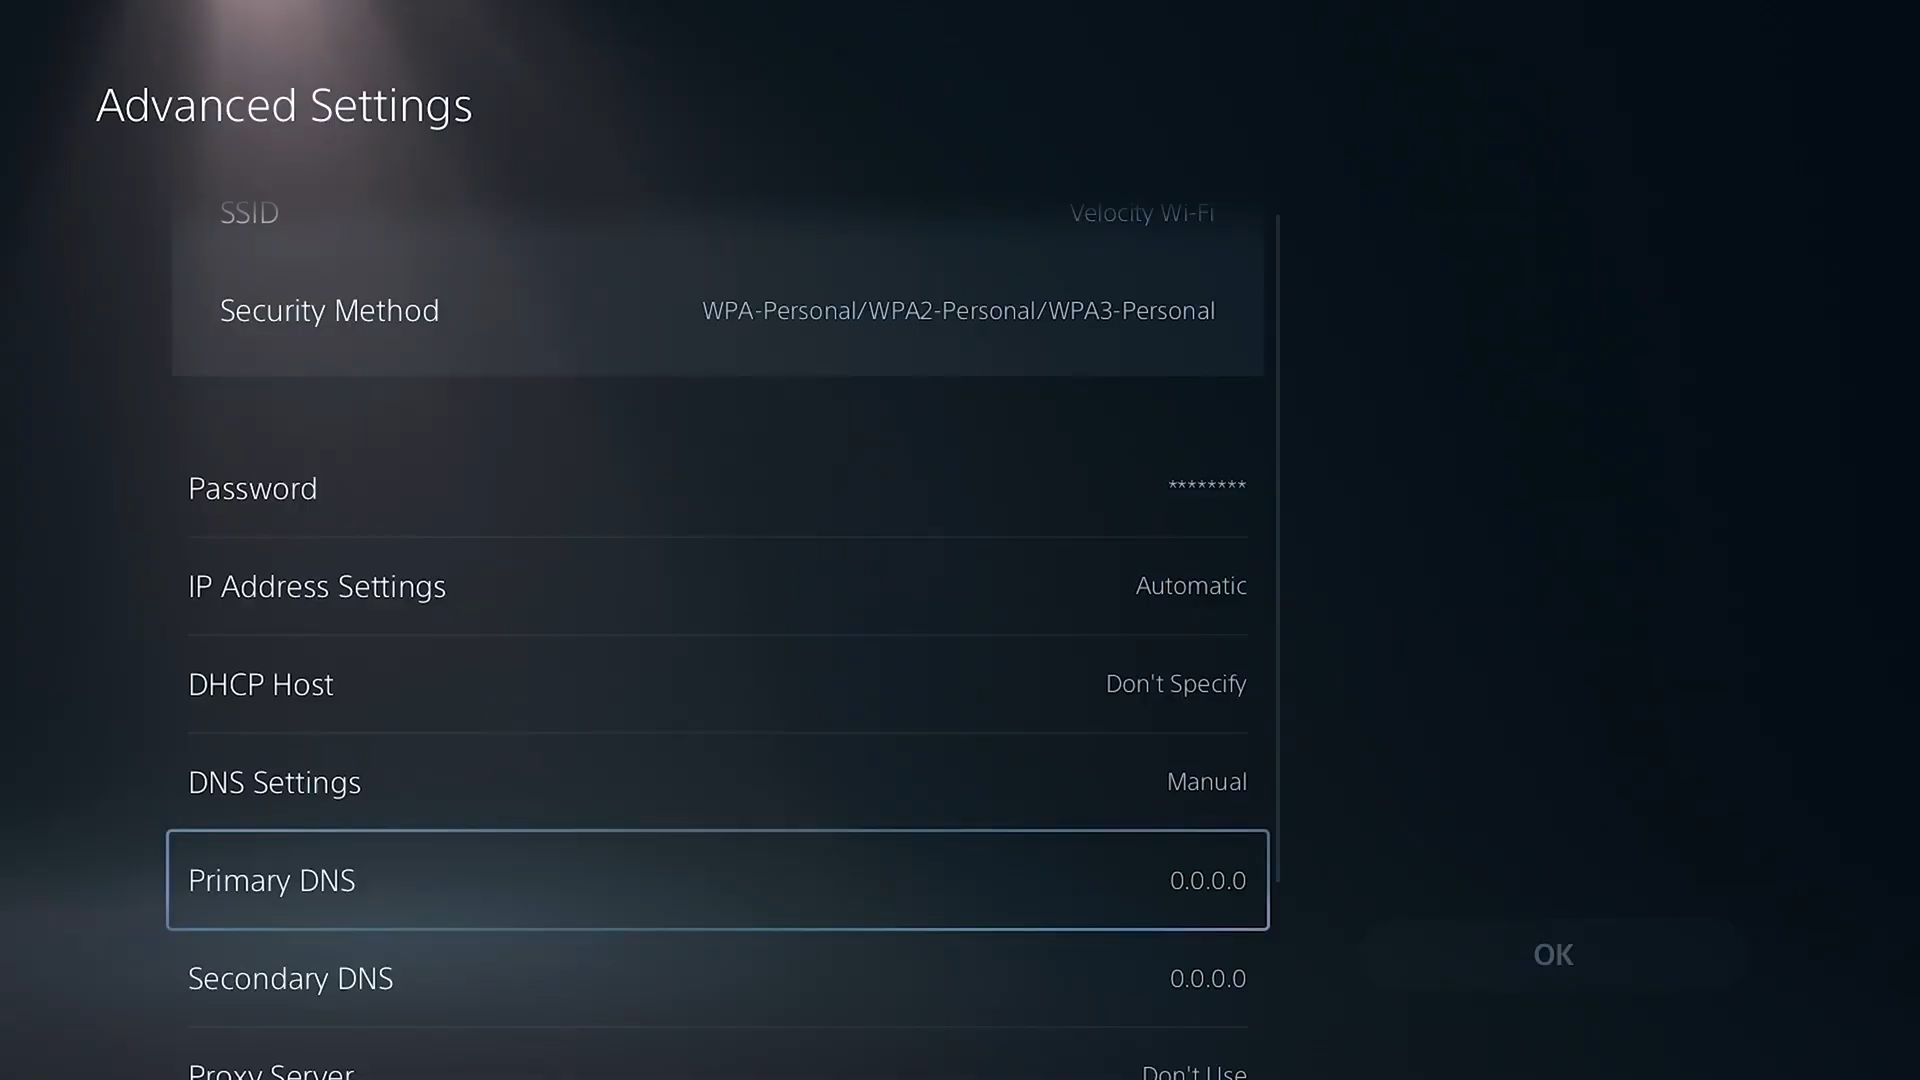 Advanced Settings
SSID Velocity Wi-Fi
Security Method WPA-Personal/WPA2-Personal/WPA3-Personal
Password ********
IP Address Settings Automatic
DHCP Host Don't Specify
DNS Settings Manual
Primary DNS 0.0.0.0
OK
Secondary DNS 0.0.0.0
Proxy Server Don't Use